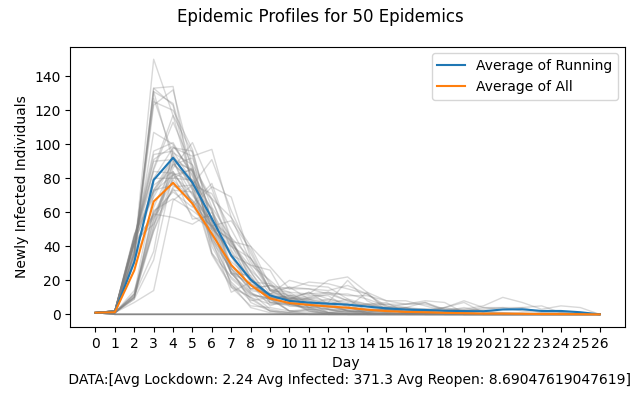 Epidemic Profiles for 50 Epidemics
Newly Infected Individuals
140
120
100
80
60
40
20
0
Average of Running
Average of All
0 1 2 3 4 5 6 7 8 9 10 11 12 13 14 15 16 17 18 19 20 21 22 23 24 25 26
Day
DATA:[Avg Lockdown: 2.24 Avg Infected: 371.3 Avg Reopen: 8.69047619047619]